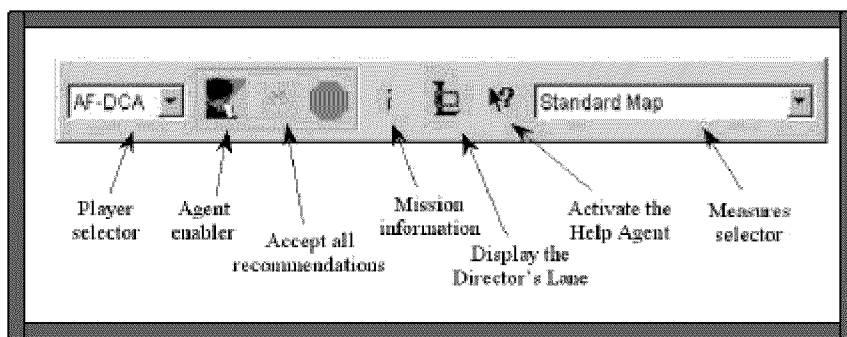 AF-DCA
i
?
Standard Map
Player
selector
Agent
enabler
Accept all
recommendations
Mission
information
Display the
Director's Lane
Activate the
Help Agent
Measures
selector